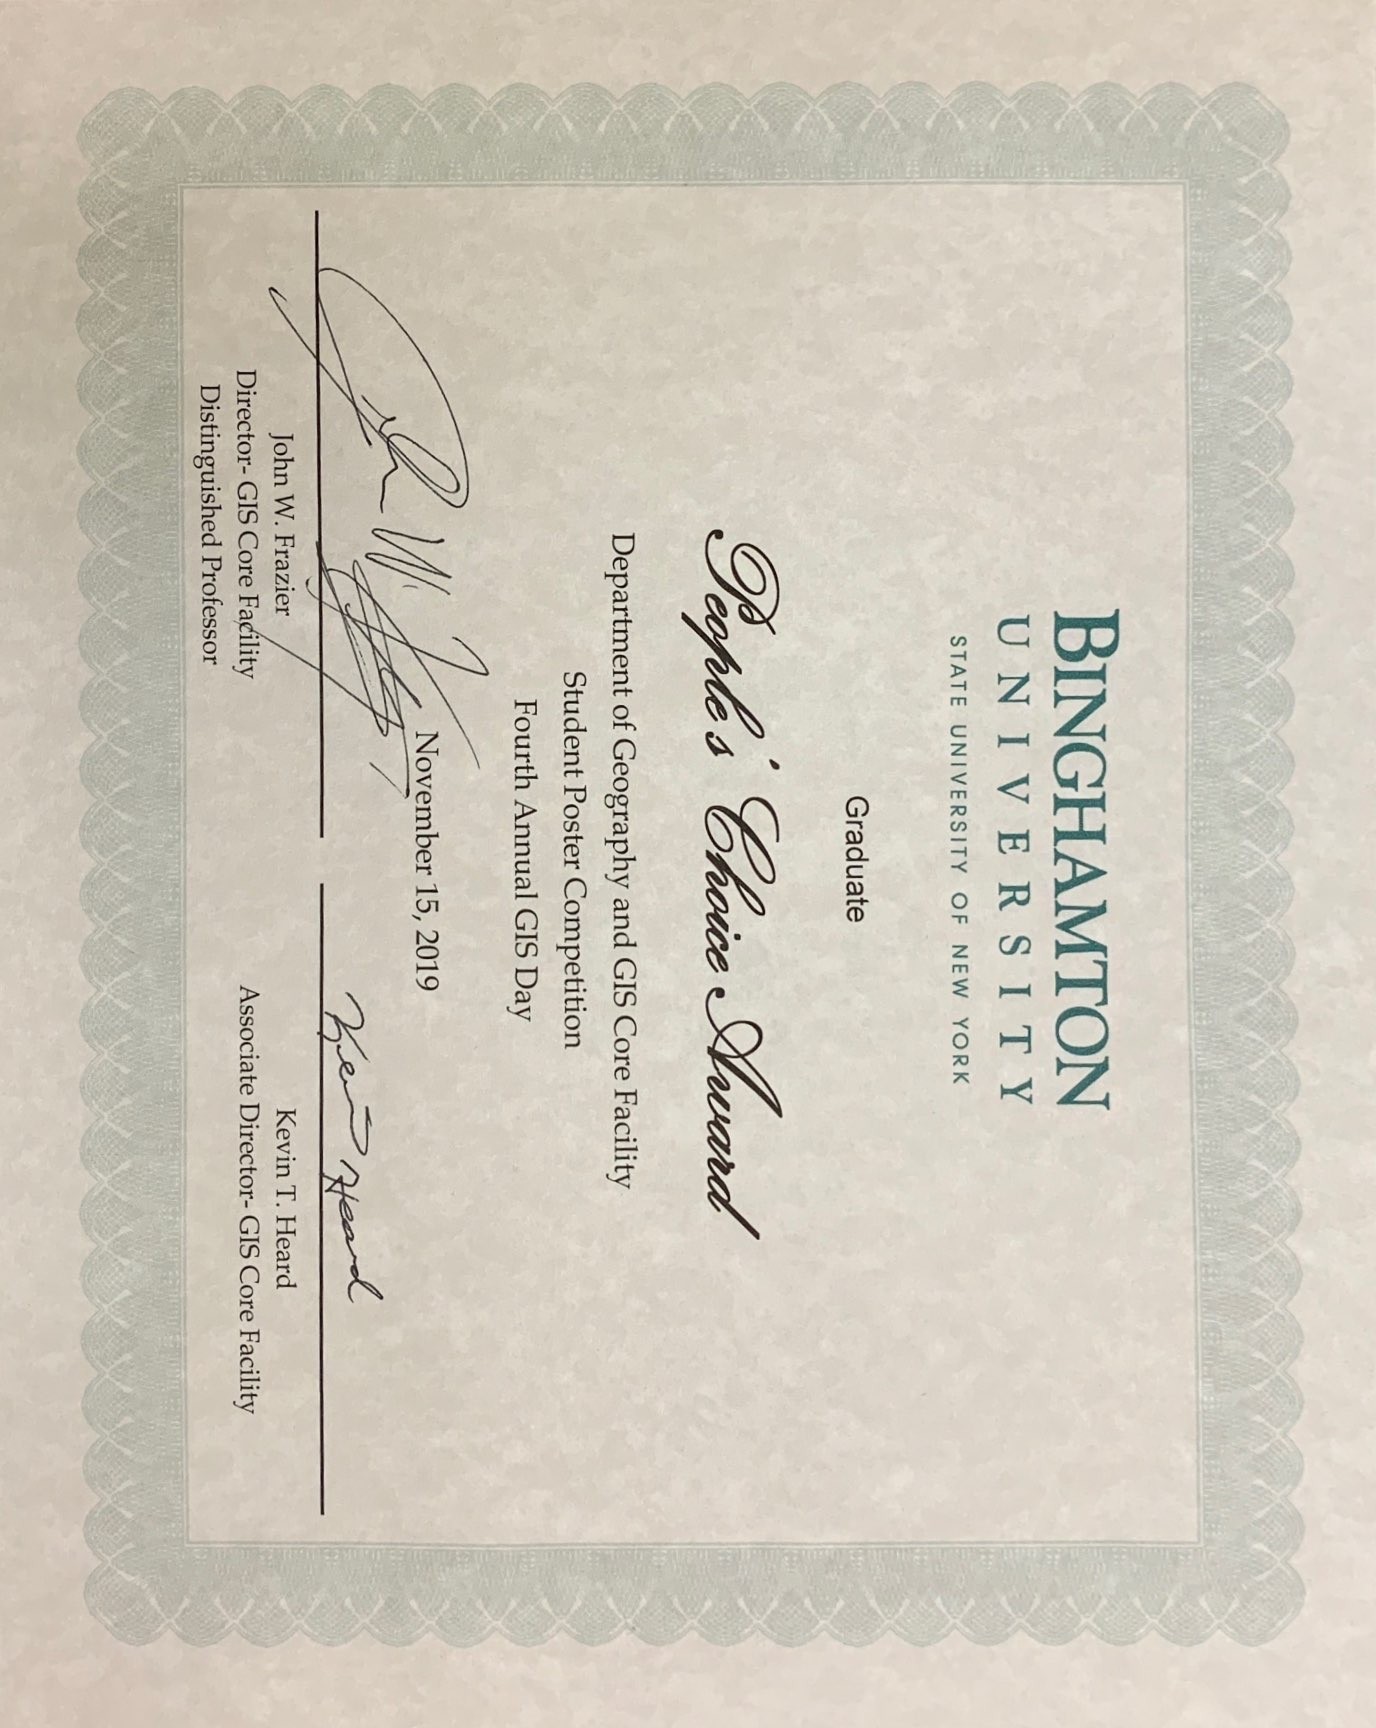 BINGHAMTON
UNIVERSITY
STATE UNIVERSITY OF NEW YORK
Graduate
People's Choice Award
Department of Geography and GIS Core Facility
Student Poster Competition
Fourth Annual GIS Day
November 15, 2019
John W. Frazier
Kevin Heard
John W. Frazier
Director- GIS Core Facility
Distinguished Professor
Kevin T. Heard
Associate Director- GIS Core Facility